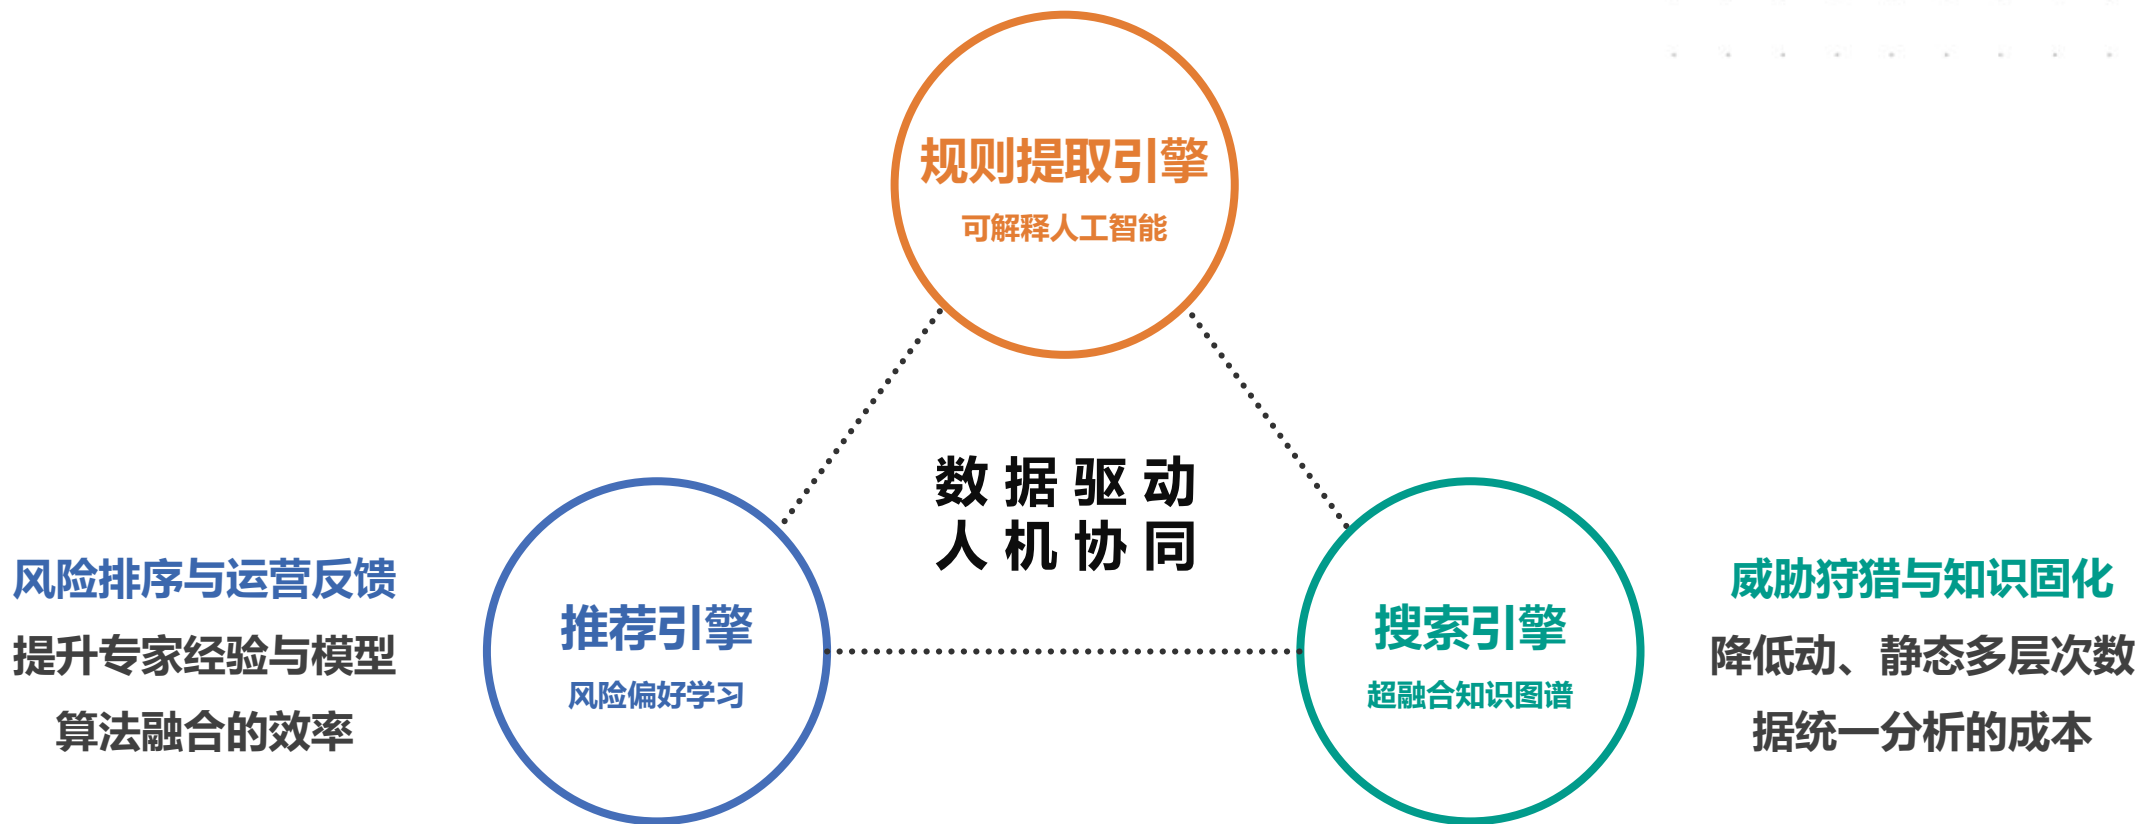 规则提取引擎
可解释人工智能
数据驱动
人机协同
风险排序与运营反馈
提升专家经验与模型
算法融合的效率
推荐引擎
风险偏好学习
搜索引擎
超融合知识图谱
威胁狩猎与知识固化
降低动、静态多层次数
据统一分析的成本